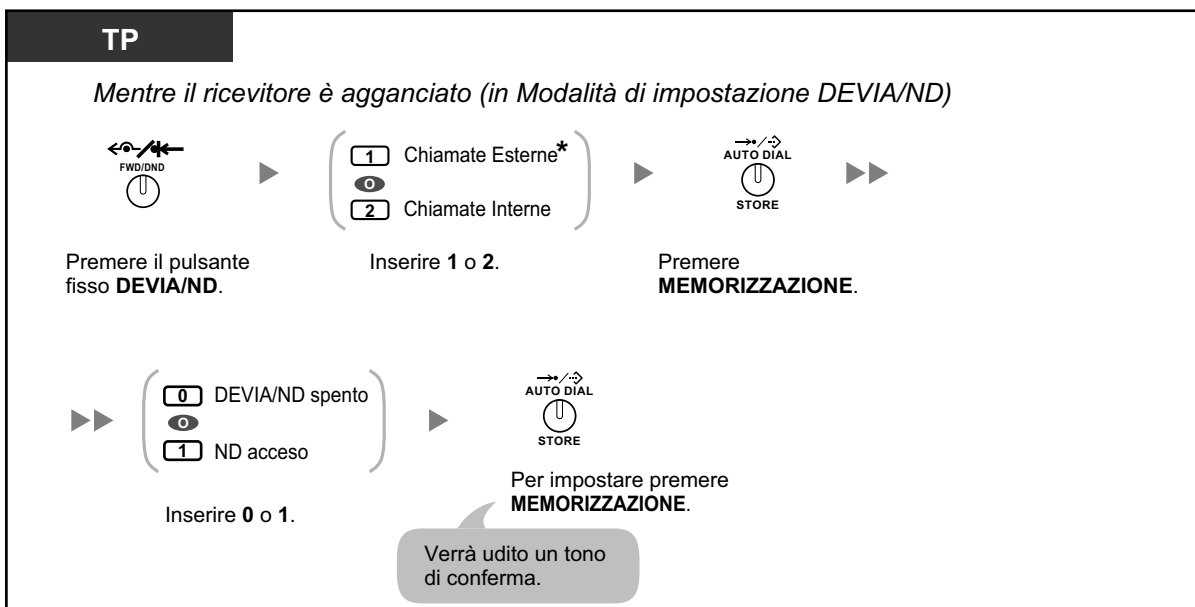 TP
Mentre il ricevitore è agganciato (in Modalità di impostazione DEVIA/ND)
FWD/DND
1 Chiamate Esterne*
O
2 Chiamate Interne
AUTO DIAL
STORE
Premere il pulsante
fisso DEVIA/ND.
Inserire 1 o 2.
Premere
MEMORIZZAZIONE.
0 DEVIA/ND spento
O
1 ND acceso
AUTO DIAL
STORE
Inserire 0 o 1.
Per impostare premere
MEMORIZZAZIONE.
Verrà udito un tono
di conferma.